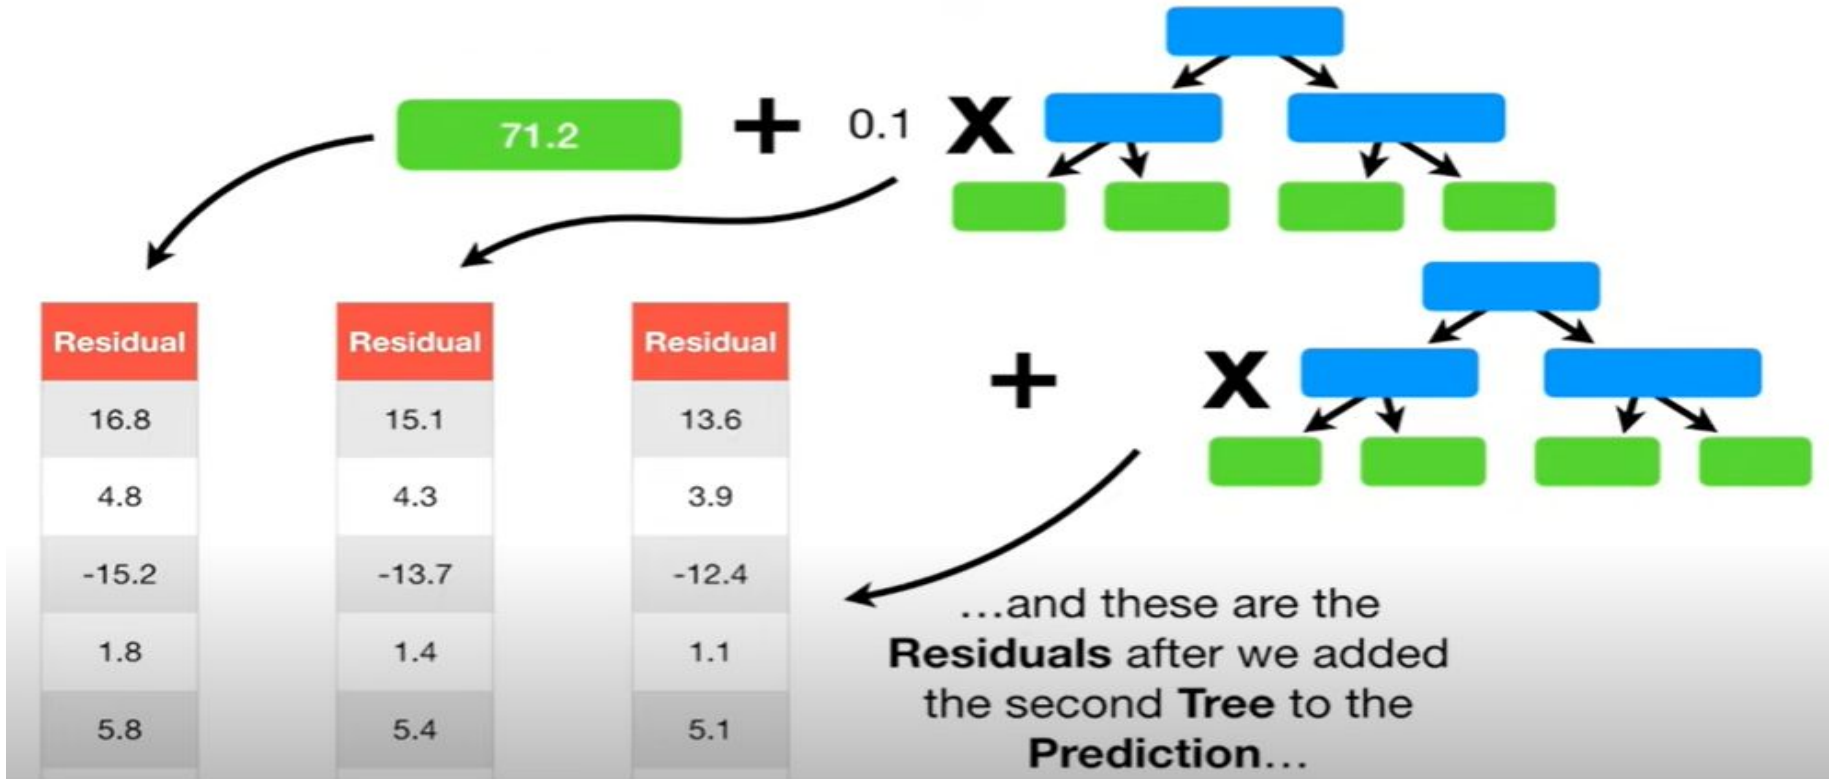 71.2 + 0.1 X
+ X
Residual Residual Residual
16.8 15.1 13.6
4.8 4.3 3.9
-15.2 -13.7 -12.4
1.8 1.4 1.1
5.8 5.4 5.1
...and these are the
Residuals after we added
the second Tree to the
Prediction...